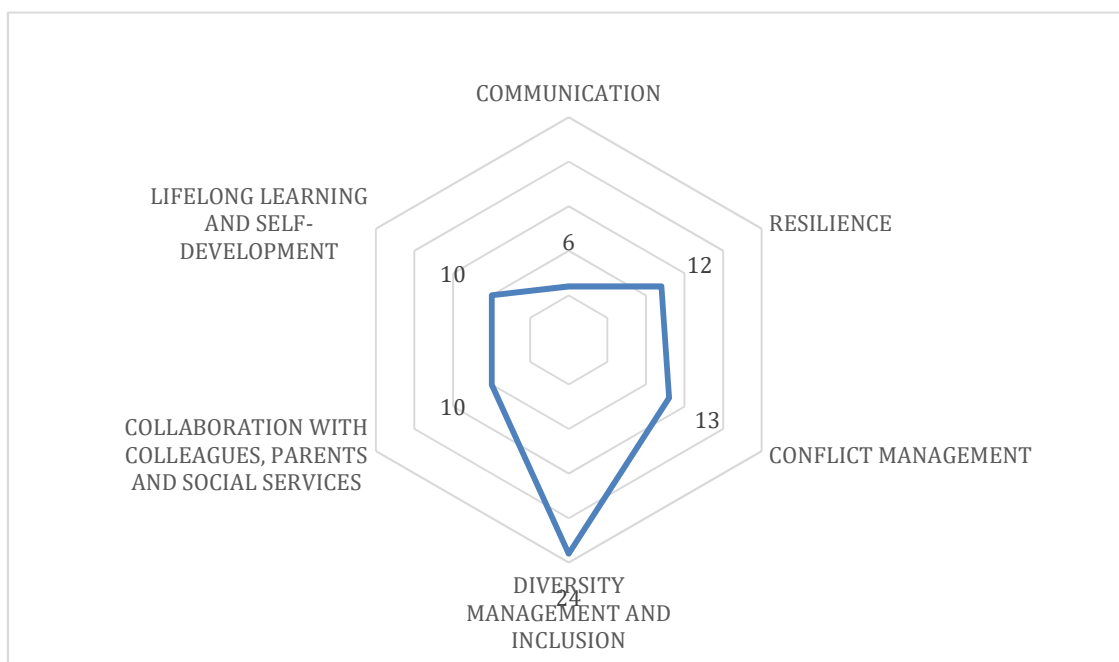 COMMUNICATION
LIFELONG LEARNING
AND SELF-
DEVELOPMENT
RESILIENCE
6
10
12
10
13
COLLABORATION WITH
COLLEAGUES, PARENTS
AND SOCIAL SERVICES
CONFLICT MANAGEMENT
DIVERSITY
24
MANAGEMENT AND
INCLUSION